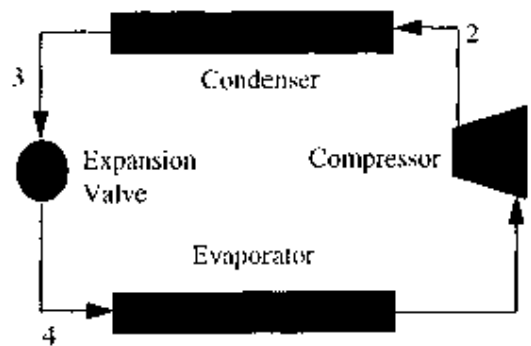 2
Condenser
3
Expansion
Valve
Compressor
Evaporator
4